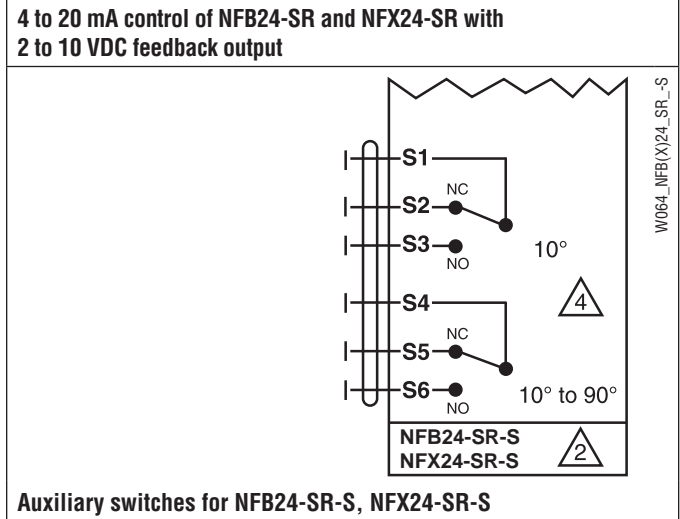 4 to 20 mA control of NFB24-SR and NFX24-SR with
2 to 10 VDC feedback output
W064_NFB(X)24_SR_-S
S1
NC
S2
S3
NO
10°
4
S4
NC
S5
S6
NO
10° to 90°
NFB24-SR-S
NFX24-SR-S
2
Auxiliary switches for NFB24-SR-S, NFX24-SR-S